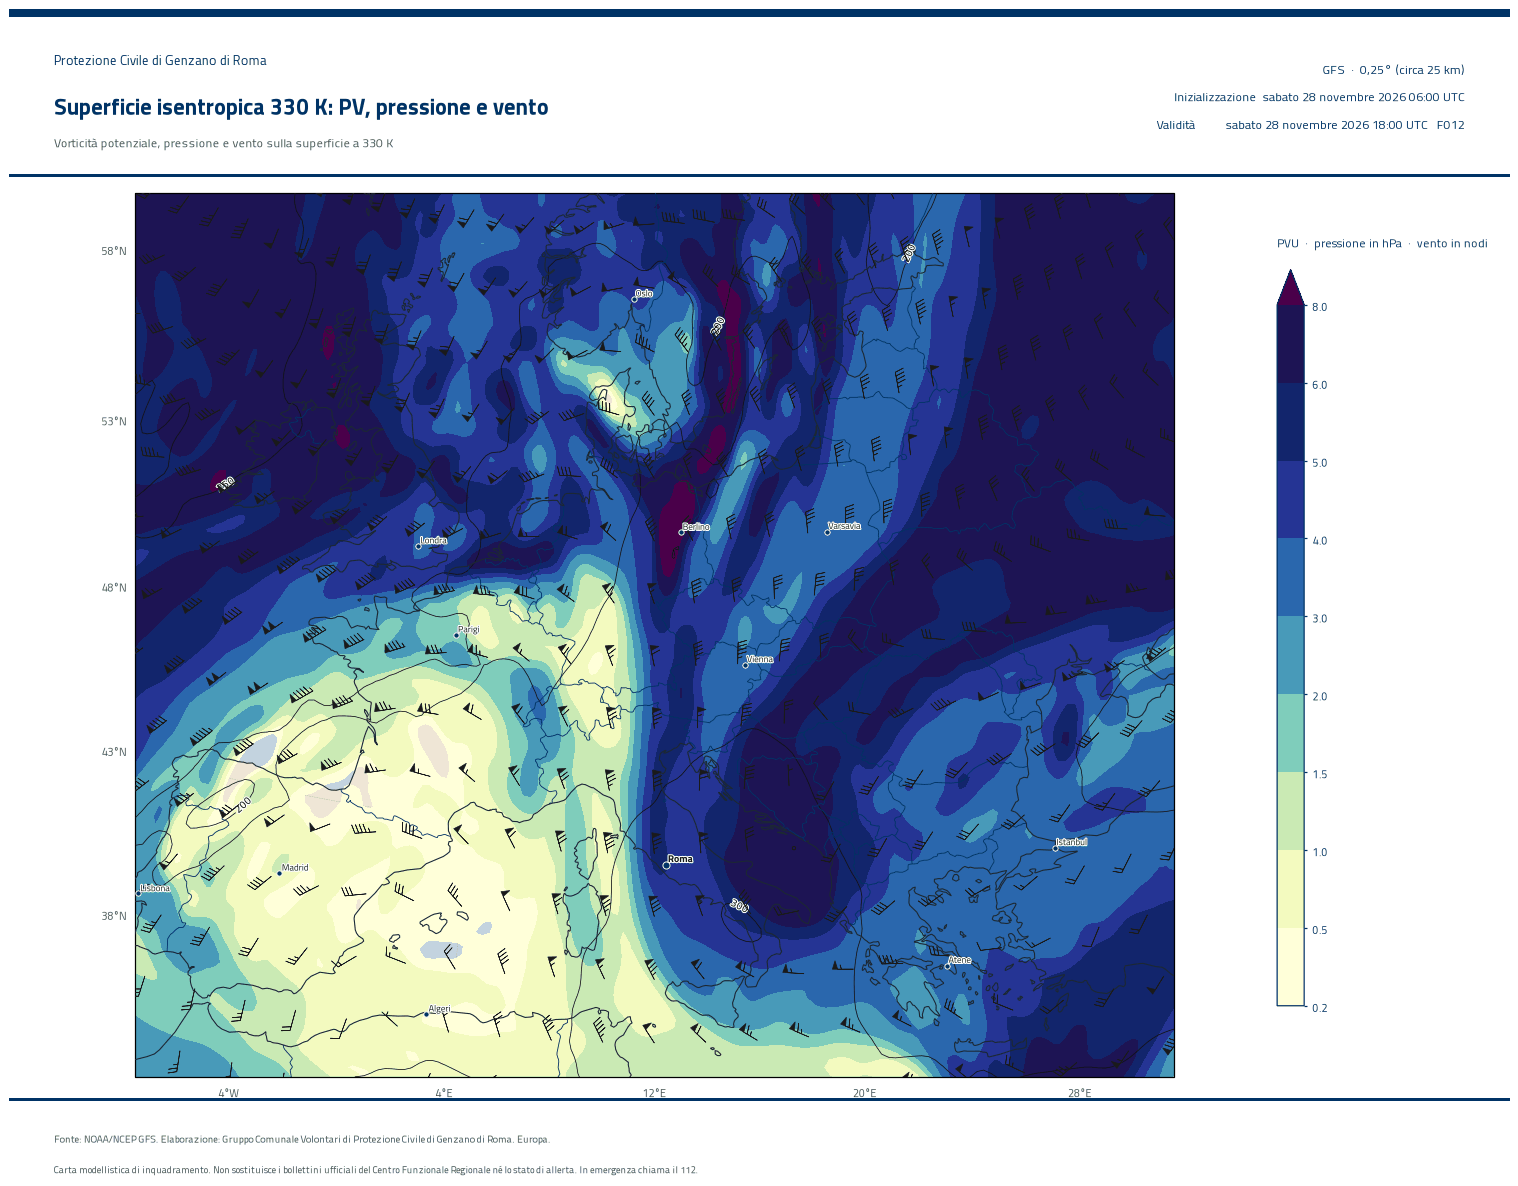 Protezione Civile di Genzano di Roma
Superficie isentropica 330 K: PV, pressione e vento
Vorticità potenziale, pressione e vento sulla superficie a 330 K
GFS · 0,25° (circa 25 km)
Inizializzazione sabato 28 novembre 2026 06:00 UTC
Validità sabato 28 novembre 2026 18:00 UTC F012
PVU · pressione in hPa · vento in nodi
8.0
6.0
5.0
4.0
3.0
2.0
1.5
1.0
0.5
0.2
58°N
53°N
48°N
43°N
38°N
4°W
4°E
12°E
20°E
28°E
200
Oslo
Berlino
Varsavia
Londra
Parigi
Vienna
200
Roma
Istanbul
Madrid
Lisbona
300
Atene
Algeri
Fonte: NOAA/NCEP GFS. Elaborazione: Gruppo Comunale Volontari di Protezione Civile di Genzano di Roma. Europa.
Carta modellistica di inquadramento. Non sostituisce i bollettini ufficiali del Centro Funzionale Regionale né lo stato di allerta. In emergenza chiama il 112.